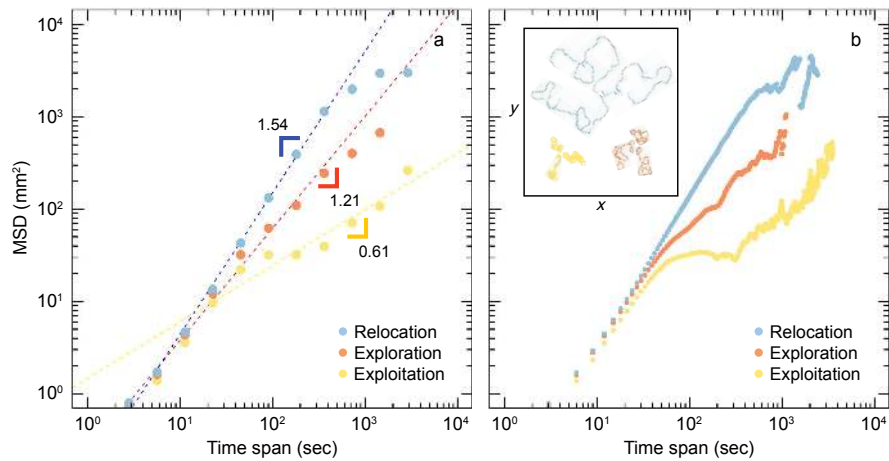 a
MSD (mm²)
10⁴
10³
10²
10¹
10⁰
1.54
1.21
0.61
Relocation
Exploration
Exploitation
10⁰ 10¹ 10² 10³ 10⁴
Time span (sec)
b
y
x
Relocation
Exploration
Exploitation
10⁰ 10¹ 10² 10³ 10⁴
Time span (sec)